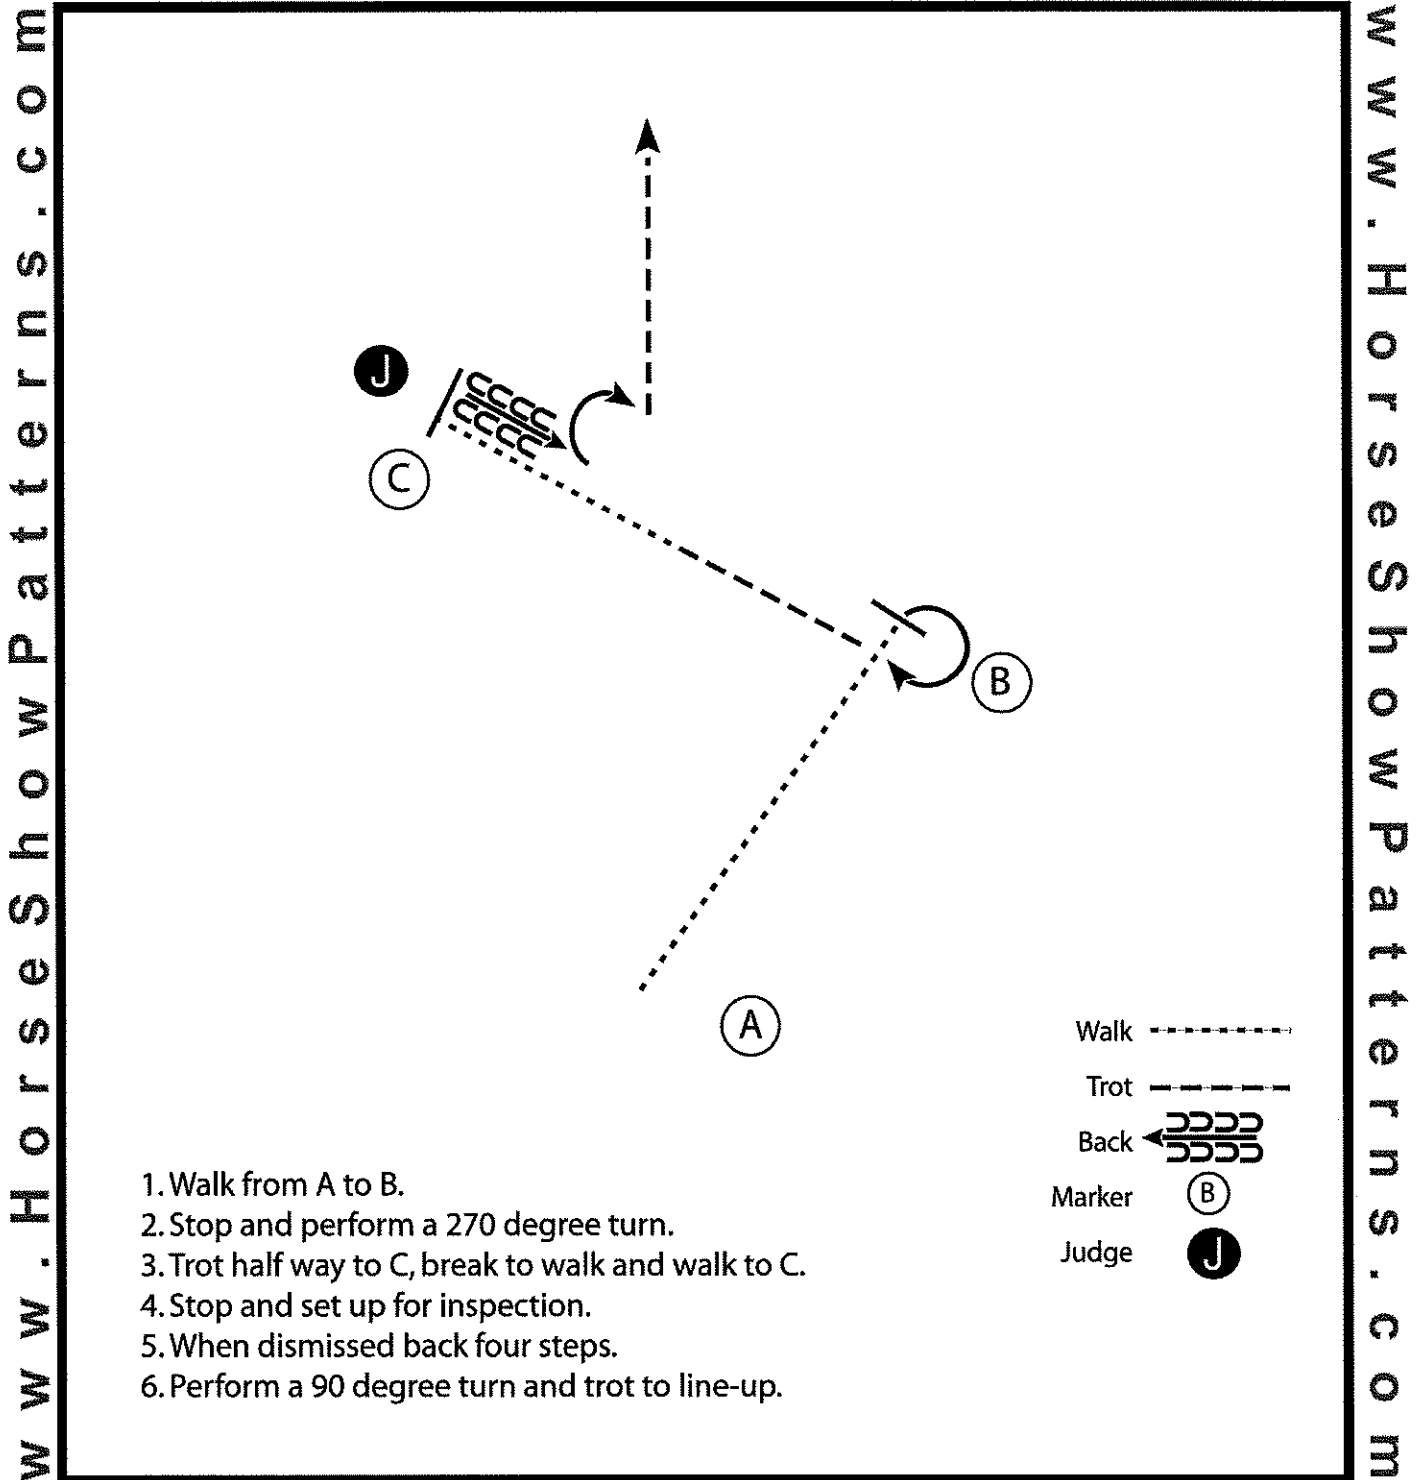 www.HorseShowPatterns.com
www.HorseShowPatterns.com
J
C
B
A
Walk
Trot
Back
Marker B
Judge J
1. Walk from A to B.
2. Stop and perform a 270 degree turn.
3. Trot half way to C, break to walk and walk to C.
4. Stop and set up for inspection.
5. When dismissed back four steps.
6. Perform a 90 degree turn and trot to line-up.